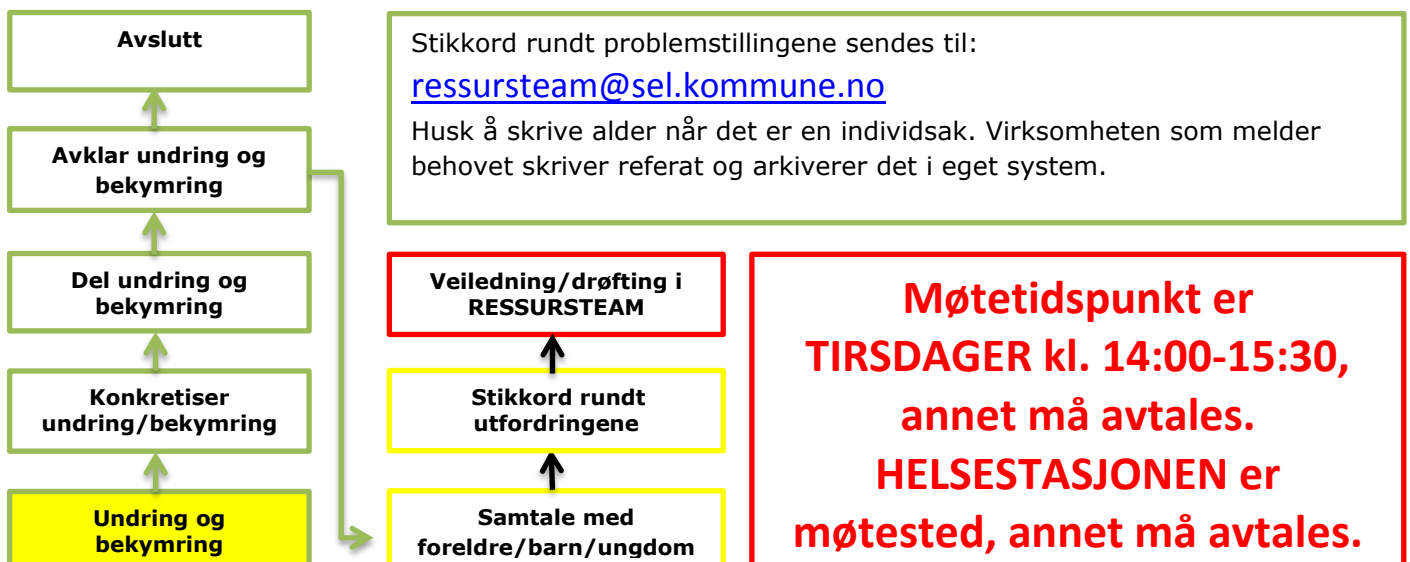 Avslutt
Avklar undring og
bekymring
Del undring og
bekymring
Konkretiser
undring/bekymring
Undring og
bekymring
Stikkord rundt problemstillingene sendes til:
ressursteam@sel.kommune.no
Husk å skrive alder når det er en individsak. Virksomheten som melder
behovet skriver referat og arkiverer det i eget system.
Veiledning/drøfting i
RESSURSTEAM
Stikkord rundt
utfordringene
Samtale med
foreldre/barn/ungdom
Møtetidspunkt er
TIRSDAGER kl. 14:00-15:30,
annet må avtales.
HELSESTASJONEN er
møtested, annet må avtales.